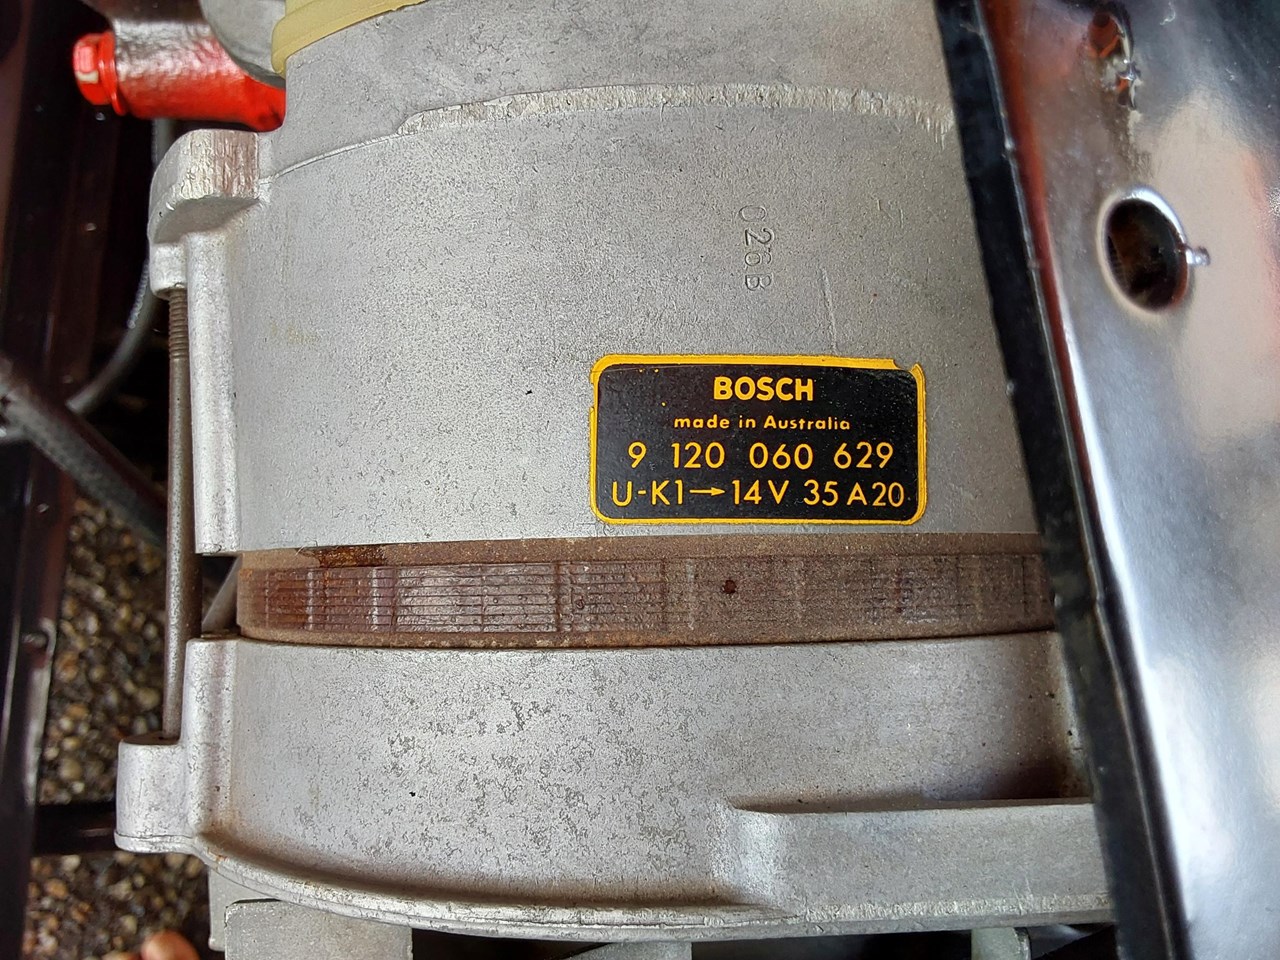 026B
BOSCH
made in Australia
9 120 060 629
U-K1→14V 35A20